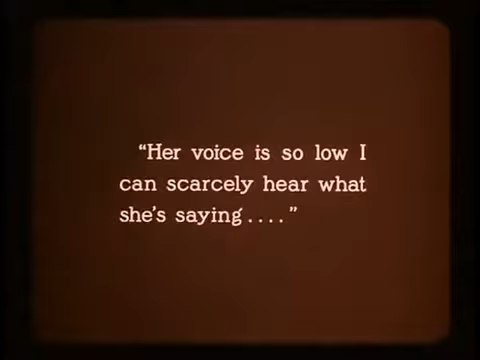 “Her voice is so low I
can scarcely hear what
she's saying....”